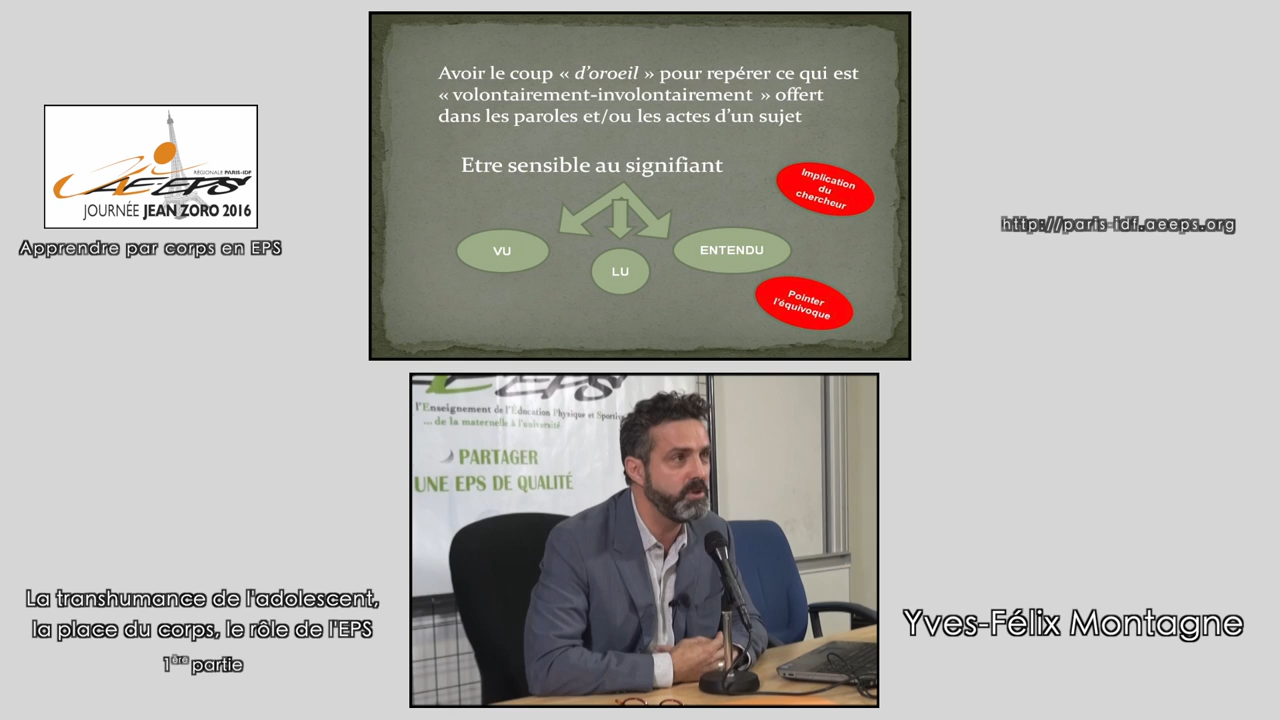 Avoir le coup « d'oroeil » pour repérer ce qui est
« volontairement-involontairement » offert
dans les paroles et/ou les actes d'un sujet
Etre sensible au signifiant
Implication
du
chercheur
VU
LU
ENTENDU
Pointer
l'équivoque
RÉGIONALE PARIS-IDF
AE-EPS
JOURNÉE JEAN ZORO 2016
Apprendre par corps en EPS
http://paris-idf.aeeps.org
EPS
l'Enseignement de l'Éducation Physique et Sportive
... de la maternelle à l'université
PARTAGER
UNE EPS DE QUALITÉ
La transhumance de l'adolescent,
la place du corps, le rôle de l'EPS
1ère partie
Yves-Félix Montagne